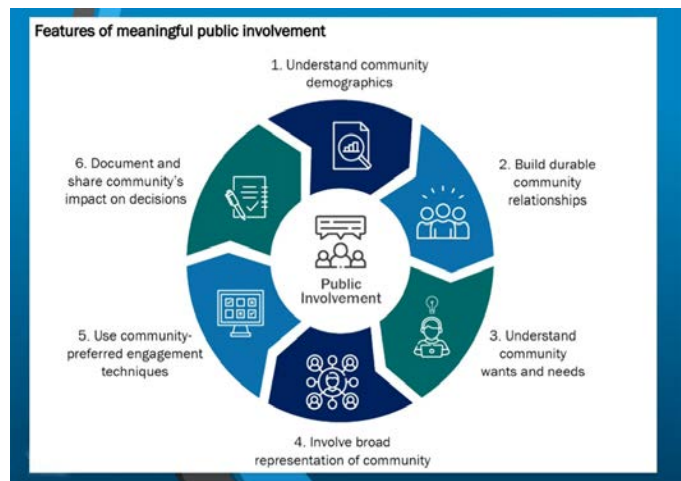 Features of meaningful public involvement
1. Understand community
demographics
2. Build durable
community
relationships
3. Understand
community
wants and needs
4. Involve broad
representation of community
5. Use community-
preferred engagement
techniques
6. Document and
share community's
impact on decisions
Public
Involvement